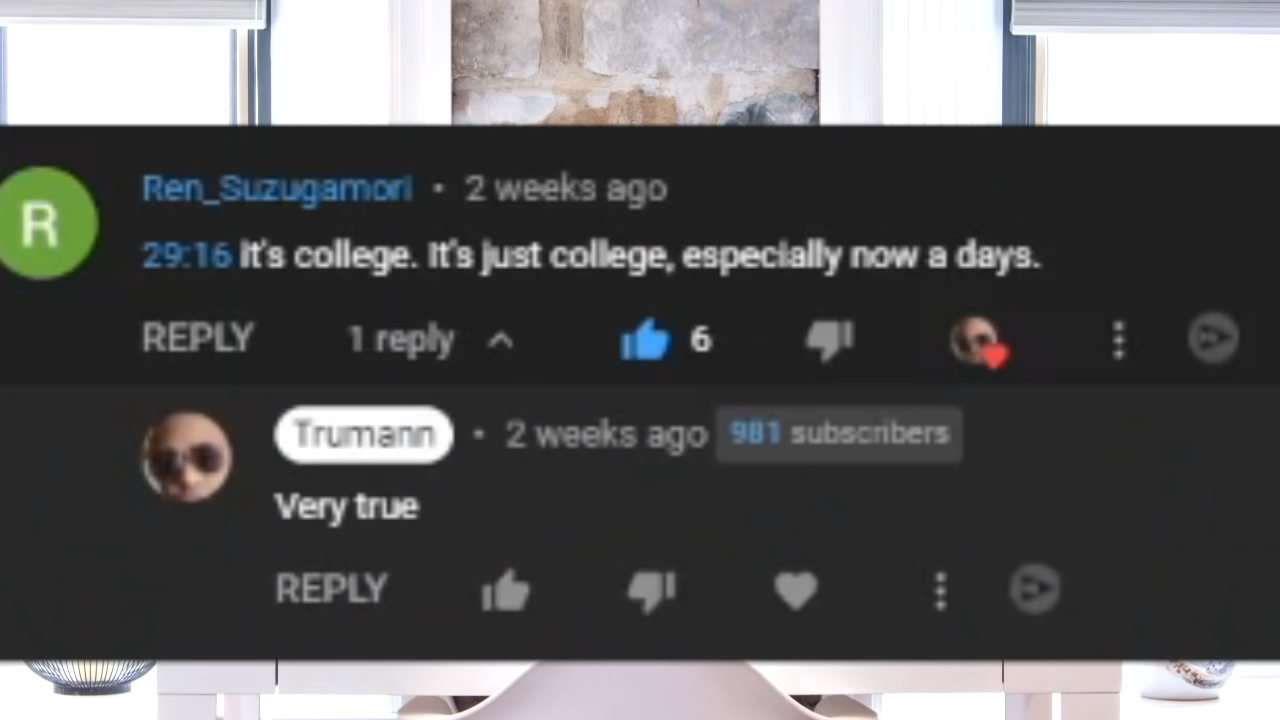 R
Ren_Suzugamori • 2 weeks ago
29:16 It's college. It's just college, especially now a days.
REPLY 1 reply 6
Trumann • 2 weeks ago 981 subscribers
Very true
REPLY